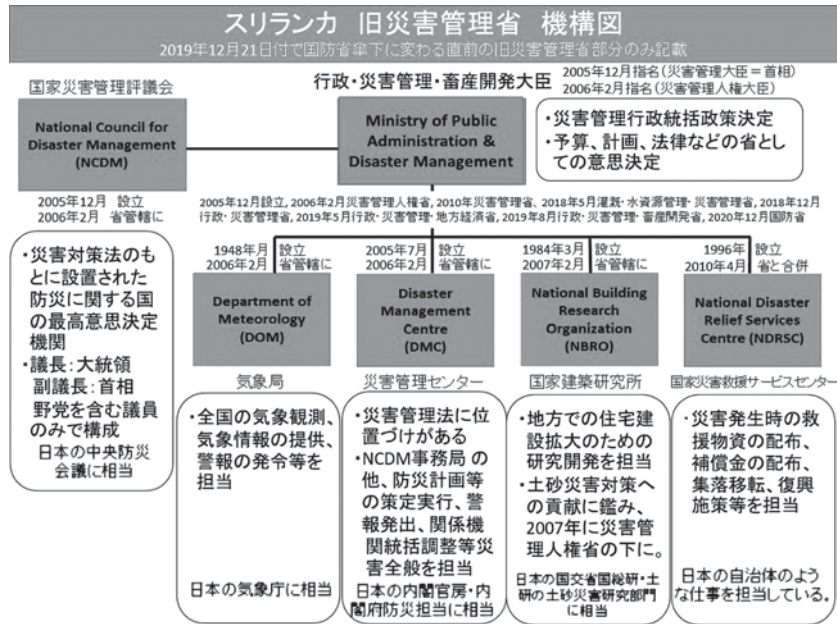 スリランカ 旧災害管理省 機構図
2019年12月21日付で国防省傘下に変わる直前の旧災害管理省部分のみ記載
国家災害管理評議会
National Council for
Disaster Management
(NCDM)
2005年12月 設立
2006年2月 省管轄に
・災害対策法のも
とに設置された
防災に関する国
の最高意思決定
機関
・議長：大統領
副議長：首相
野党を含む議員
のみで構成
日本の中央防災
会議に相当
行政・災害管理・畜産開発大臣
2005年12月指名（災害管理大臣＝首相）
2006年2月指名（災害管理人権大臣）
Ministry of Public
Administration &
Disaster Management
・災害管理行政統括政策決定
・予算、計画、法律などの省とし
ての意思決定
2005年12月設立, 2006年2月災害管理人権省, 2010年災害管理省、2018年5月灌漑・水資源管理・災害管理省, 2018年12月
行政・災害管理省, 2019年5月行政・災害管理・地方経済省, 2019年8月行政・災害管理・畜産開発省, 2020年12月国防省
1948年月 設立
2006年2月 省管轄に
Department of
Meteorology
(DOM)
気象局
・全国の気象観測、
気象情報の提供、
警報の発令等を
担当
日本の気象庁に相当
2005年7月 設立
2006年2月 省管轄に
Disaster
Management
Centre
(DMC)
災害管理センター
・災害管理法に位
置づけがある
・NCDM事務局の
他、防災計画等
の策定実行、警
報発出、関係機
関統括調整等災
害全般を担当
日本の内閣官房・内
閣府防災担当に相当
1984年3月 設立
2007年2月 省管轄に
National Building
Research
Organization
(NBRO)
国家建築研究所
・地方での住宅建
設拡大のための
研究開発を担当
・土砂災害対策へ
の貢献に鑑み、
2007年に災害管
理人権省の下に。
日本の国交省国総研・土
研の土砂災害研究部門
に相当
1996年 設立
2010年4月 省と合併
National Disaster
Relief Services
Centre (NDRSC)
国家災害救援サービスセンター
・災害発生時の救
援物資の配布、
補償金の配布、
集落移転、復興
施策等を担当
日本の自治体のよう
な仕事を担当している。